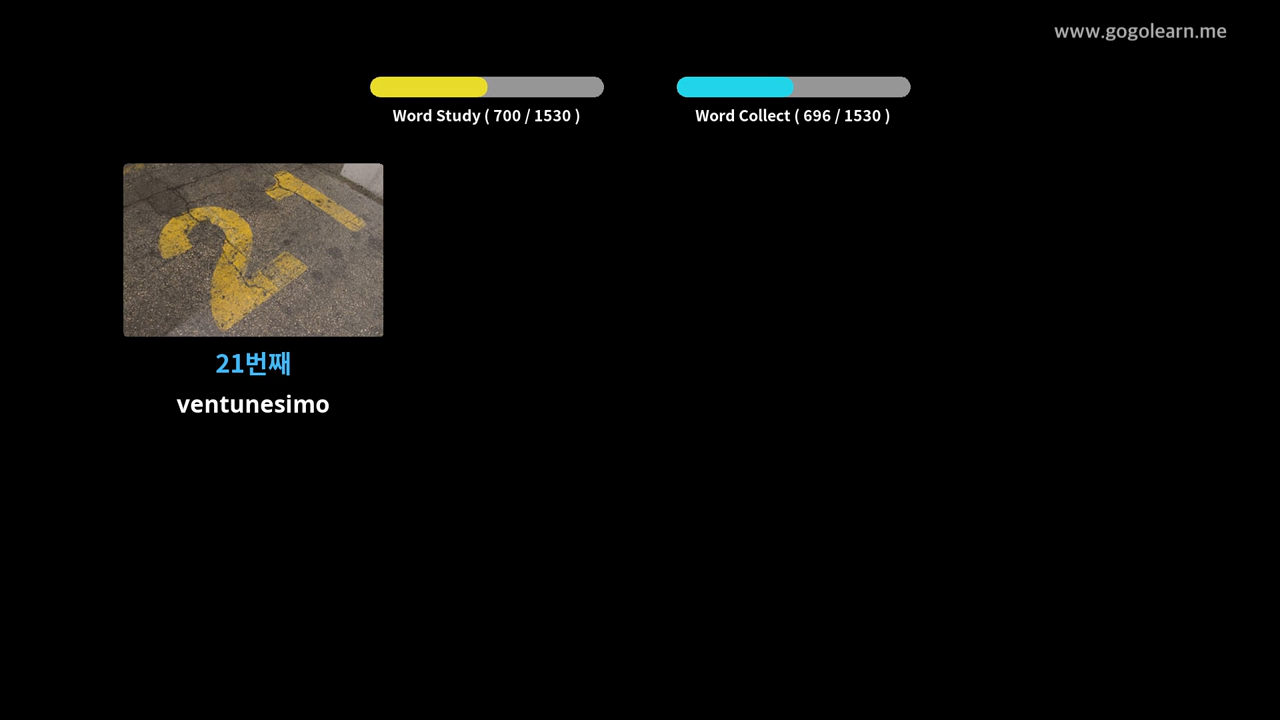 www.gogolearn.me
Word Study ( 700 / 1530 )
Word Collect ( 696 / 1530 )
21
21번째
ventunesimo